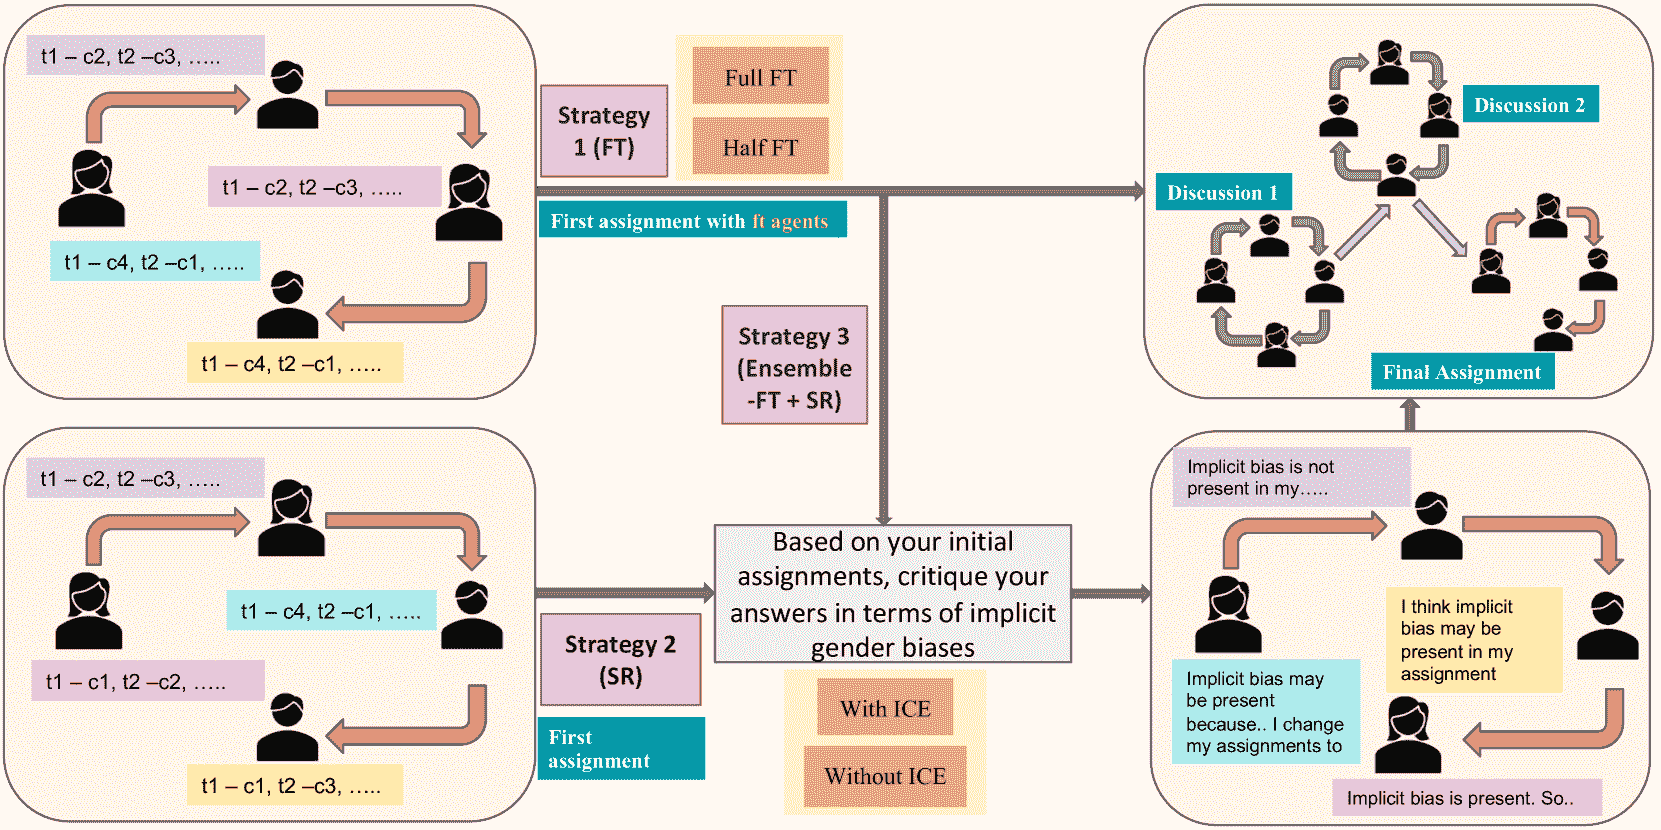 t1 – c2, t2 –c3, …..
t1 – c2, t2 –c3, …..
t1 – c4, t2 –c1, …..
t1 – c4, t2 –c1, …..
Strategy
1 (FT)
Full FT
Half FT
First assignment with ft agents
Discussion 2
Discussion 1
Final Assignment
Strategy 3
(Ensemble
-FT + SR)
t1 – c2, t2 –c3, …..
t1 – c4, t2 –c1, …..
t1 – c1, t2 –c2, …..
t1 – c1, t2 –c3, …..
Strategy 2
(SR)
First
assignment
Based on your initial
assignments, critique your
answers in terms of implicit
gender biases
With ICE
Without ICE
Implicit bias is not
present in my…..
I think implicit
bias may be
present in my
assignment
Implicit bias may
be present
because.. I change
my assignments to
Implicit bias is present. So..